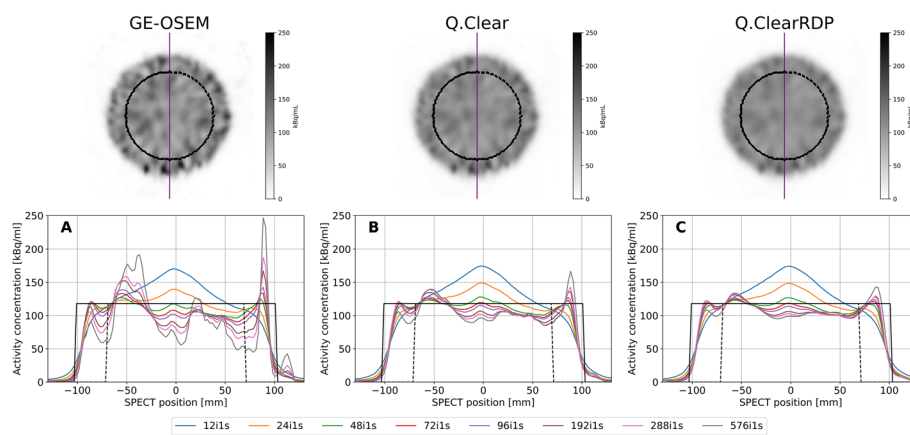 GE-OSEM
Q.Clear
Q.ClearRDP
250
200
150
100
50
0
kBq/mL
250
200
150
100
50
0
kBq/mL
250
200
150
100
50
0
kBq/mL
A
Activity concentration [kBq/ml]
250
200
150
100
50
0
−100 −50 0 50 100
SPECT position [mm]
B
Activity concentration [kBq/ml]
250
200
150
100
50
0
−100 −50 0 50 100
SPECT position [mm]
C
Activity concentration [kBq/ml]
250
200
150
100
50
0
−100 −50 0 50 100
SPECT position [mm]
12i1s 24i1s 48i1s 72i1s 96i1s 192i1s 288i1s 576i1s